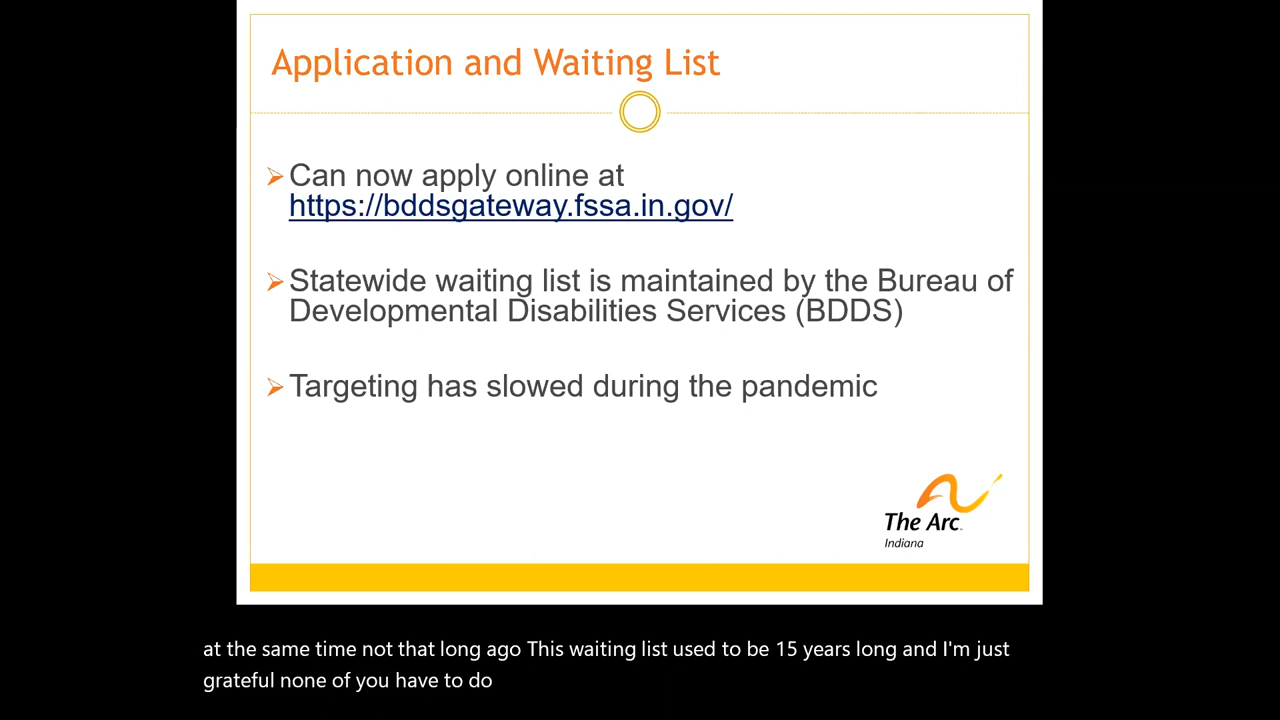 Application and Waiting List
Can now apply online at
https://bddsgateway.fssa.in.gov/
Statewide waiting list is maintained by the Bureau of
Developmental Disabilities Services (BDDS)
Targeting has slowed during the pandemic
The Arc
Indiana
at the same time not that long ago This waiting list used to be 15 years long and I'm just
grateful none of you have to do